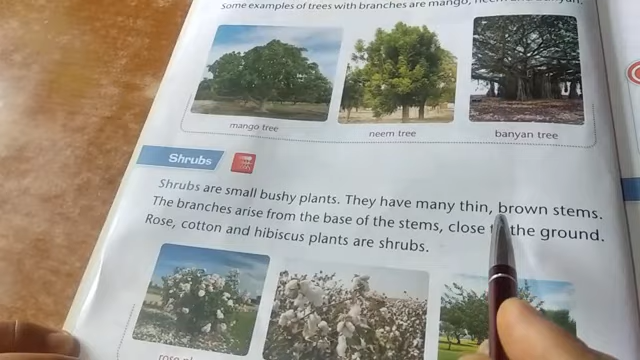 Some examples of trees with branches are mango, neem and banyan.
mango tree
neem tree
banyan tree
Shrubs
Shrubs are small bushy plants. They have many thin, brown stems.
The branches arise from the base of the stems, close the ground.
Rose, cotton and hibiscus plants are shrubs.